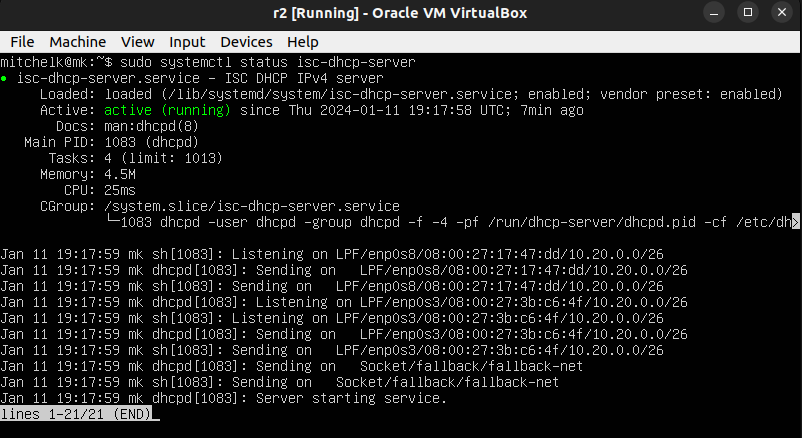 r2 [Running] - Oracle VM VirtualBox
File Machine View Input Devices Help
mitchelk@mk:~$ sudo systemctl status isc-dhcp-server
● isc-dhcp-server.service - ISC DHCP IPv4 server
     Loaded: loaded (/lib/systemd/system/isc-dhcp-server.service; enabled; vendor preset: enabled)
     Active: active (running) since Thu 2024-01-11 19:17:58 UTC; 7min ago
       Docs: man:dhcpd(8)
   Main PID: 1083 (dhcpd)
      Tasks: 4 (limit: 1013)
     Memory: 4.5M
        CPU: 25ms
     CGroup: /system.slice/isc-dhcp-server.service
             └─1083 dhcpd -user dhcpd -group dhcpd -f -4 -pf /run/dhcp-server/dhcpd.pid -cf /etc/dh>
Jan 11 19:17:59 mk sh[1083]: Listening on LPF/enp0s8/08:00:27:17:47:dd/10.20.0.0/26
Jan 11 19:17:59 mk dhcpd[1083]: Sending on   LPF/enp0s8/08:00:27:17:47:dd/10.20.0.0/26
Jan 11 19:17:59 mk sh[1083]: Sending on   LPF/enp0s8/08:00:27:17:47:dd/10.20.0.0/26
Jan 11 19:17:59 mk dhcpd[1083]: Listening on LPF/enp0s3/08:00:27:3b:c6:4f/10.20.0.0/26
Jan 11 19:17:59 mk sh[1083]: Listening on LPF/enp0s3/08:00:27:3b:c6:4f/10.20.0.0/26
Jan 11 19:17:59 mk dhcpd[1083]: Sending on   LPF/enp0s3/08:00:27:3b:c6:4f/10.20.0.0/26
Jan 11 19:17:59 mk sh[1083]: Sending on   LPF/enp0s3/08:00:27:3b:c6:4f/10.20.0.0/26
Jan 11 19:17:59 mk dhcpd[1083]: Sending on   Socket/fallback/fallback-net
Jan 11 19:17:59 mk sh[1083]: Sending on   Socket/fallback/fallback-net
Jan 11 19:17:59 mk dhcpd[1083]: Server starting service.
lines 1-21/21 (END)